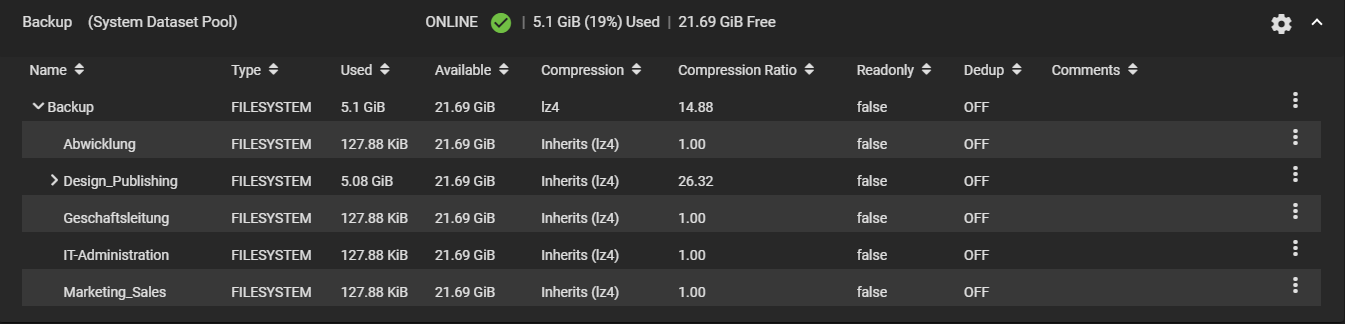 Backup (System Dataset Pool) ONLINE | 5.1 GiB (19%) Used | 21.69 GiB Free
Name Type Used Available Compression Compression Ratio Readonly Dedup Comments
Backup FILESYSTEM 5.1 GiB 21.69 GiB lz4 14.88 false OFF
Abwicklung FILESYSTEM 127.88 KiB 21.69 GiB Inherits (lz4) 1.00 false OFF
Design_Publishing FILESYSTEM 5.08 GiB 21.69 GiB Inherits (lz4) 26.32 false OFF
Geschaftsleitung FILESYSTEM 127.88 KiB 21.69 GiB Inherits (lz4) 1.00 false OFF
IT-Administration FILESYSTEM 127.88 KiB 21.69 GiB Inherits (lz4) 1.00 false OFF
Marketing_Sales FILESYSTEM 127.88 KiB 21.69 GiB Inherits (lz4) 1.00 false OFF